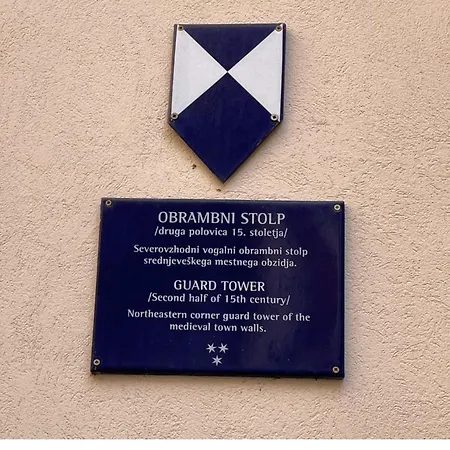 OBRAMBNI STOLP
/druga polovica 15. stoletja/
Severovzhodni vogalni obrambni stolp
srednjeveškega mestnega obzidja.
GUARD TOWER
/Second half of 15th century/
Northeastern corner guard tower of the
medieval town walls.